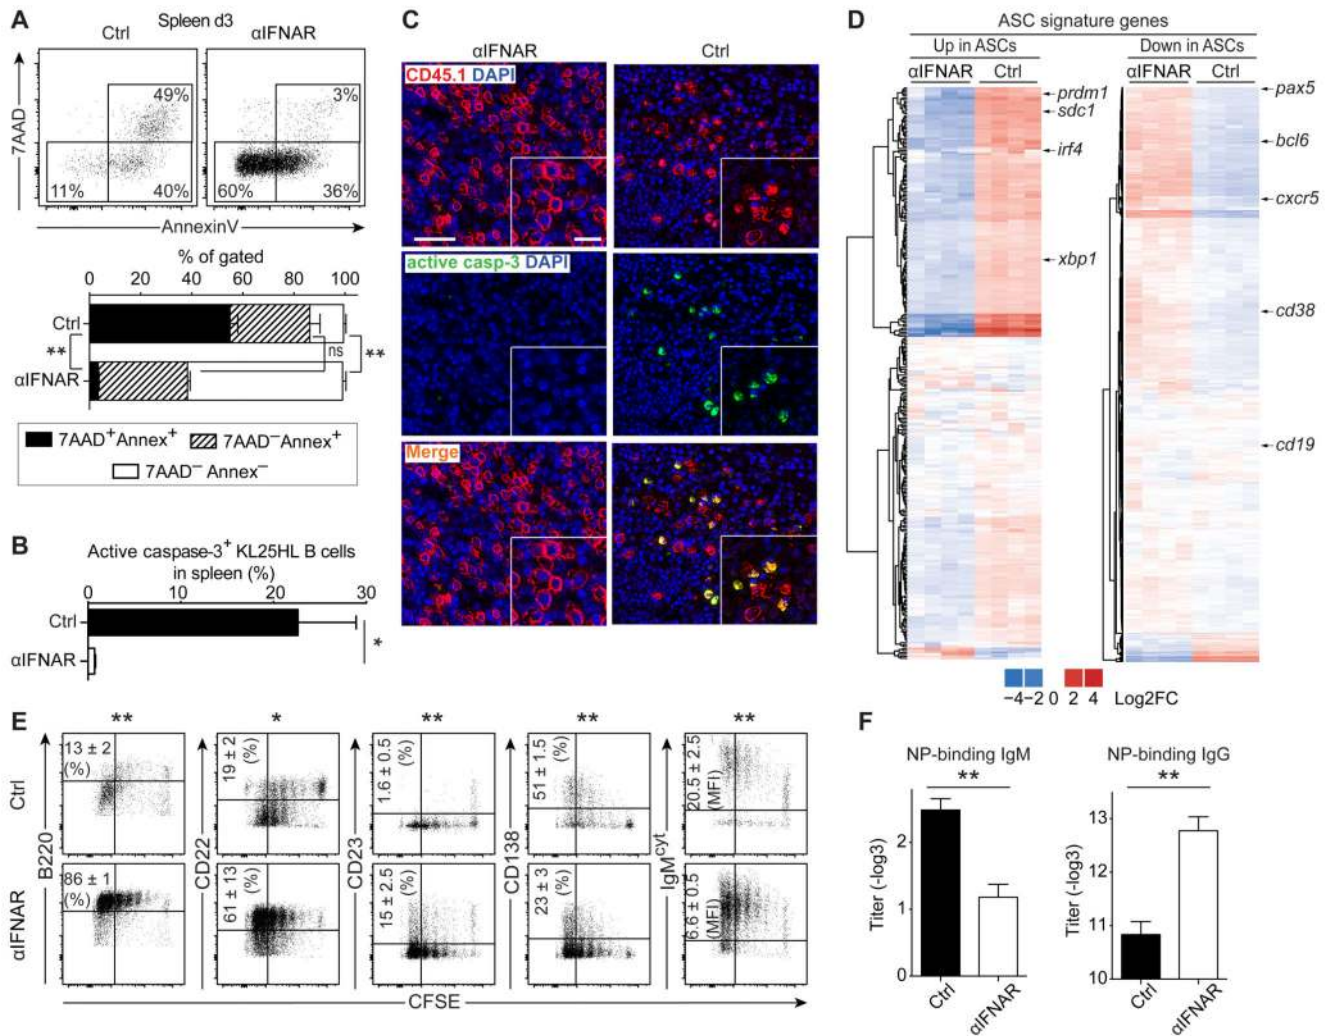 A
Spleen d3
Ctrl
αIFNAR
7AAD
49%
11%
40%
3%
60%
36%
AnnexinV
% of gated
0 20 40 60 80 100
Ctrl
**
ns
**
αIFNAR
7AAD+Annex+
7AAD–Annex+
7AAD– Annex–
B
Active caspase-3+ KL25HL B cells
in spleen (%)
0 10 20 30
Ctrl
αIFNAR
*
C
αIFNAR
Ctrl
CD45.1 DAPI
active casp-3 DAPI
Merge
D
ASC signature genes
Up in ASCs
Down in ASCs
αIFNAR
Ctrl
αIFNAR
Ctrl
prdm1
sdc1
irf4
xbp1
pax5
bcl6
cxcr5
cd38
cd19
−4−2 0 2 4 Log2FC
E
** * ** ** **
Ctrl
αIFNAR
B220
13 ± 2
(%)
86 ± 1
(%)
CD22
19 ± 2
(%)
61 ± 13
(%)
CD23
1.6 ± 0.5
(%)
15 ± 2.5
(%)
CD138
51 ± 1.5
(%)
23 ± 3
(%)
IgMcyt
20.5 ± 2.5
(MFI)
6.6 ± 0.5
(MFI)
CFSE
F
NP-binding IgM
**
Titer (-log3)
2
1
0
Ctrl
αIFNAR
NP-binding IgG
**
Titer (-log3)
13
12
11
10
Ctrl
αIFNAR